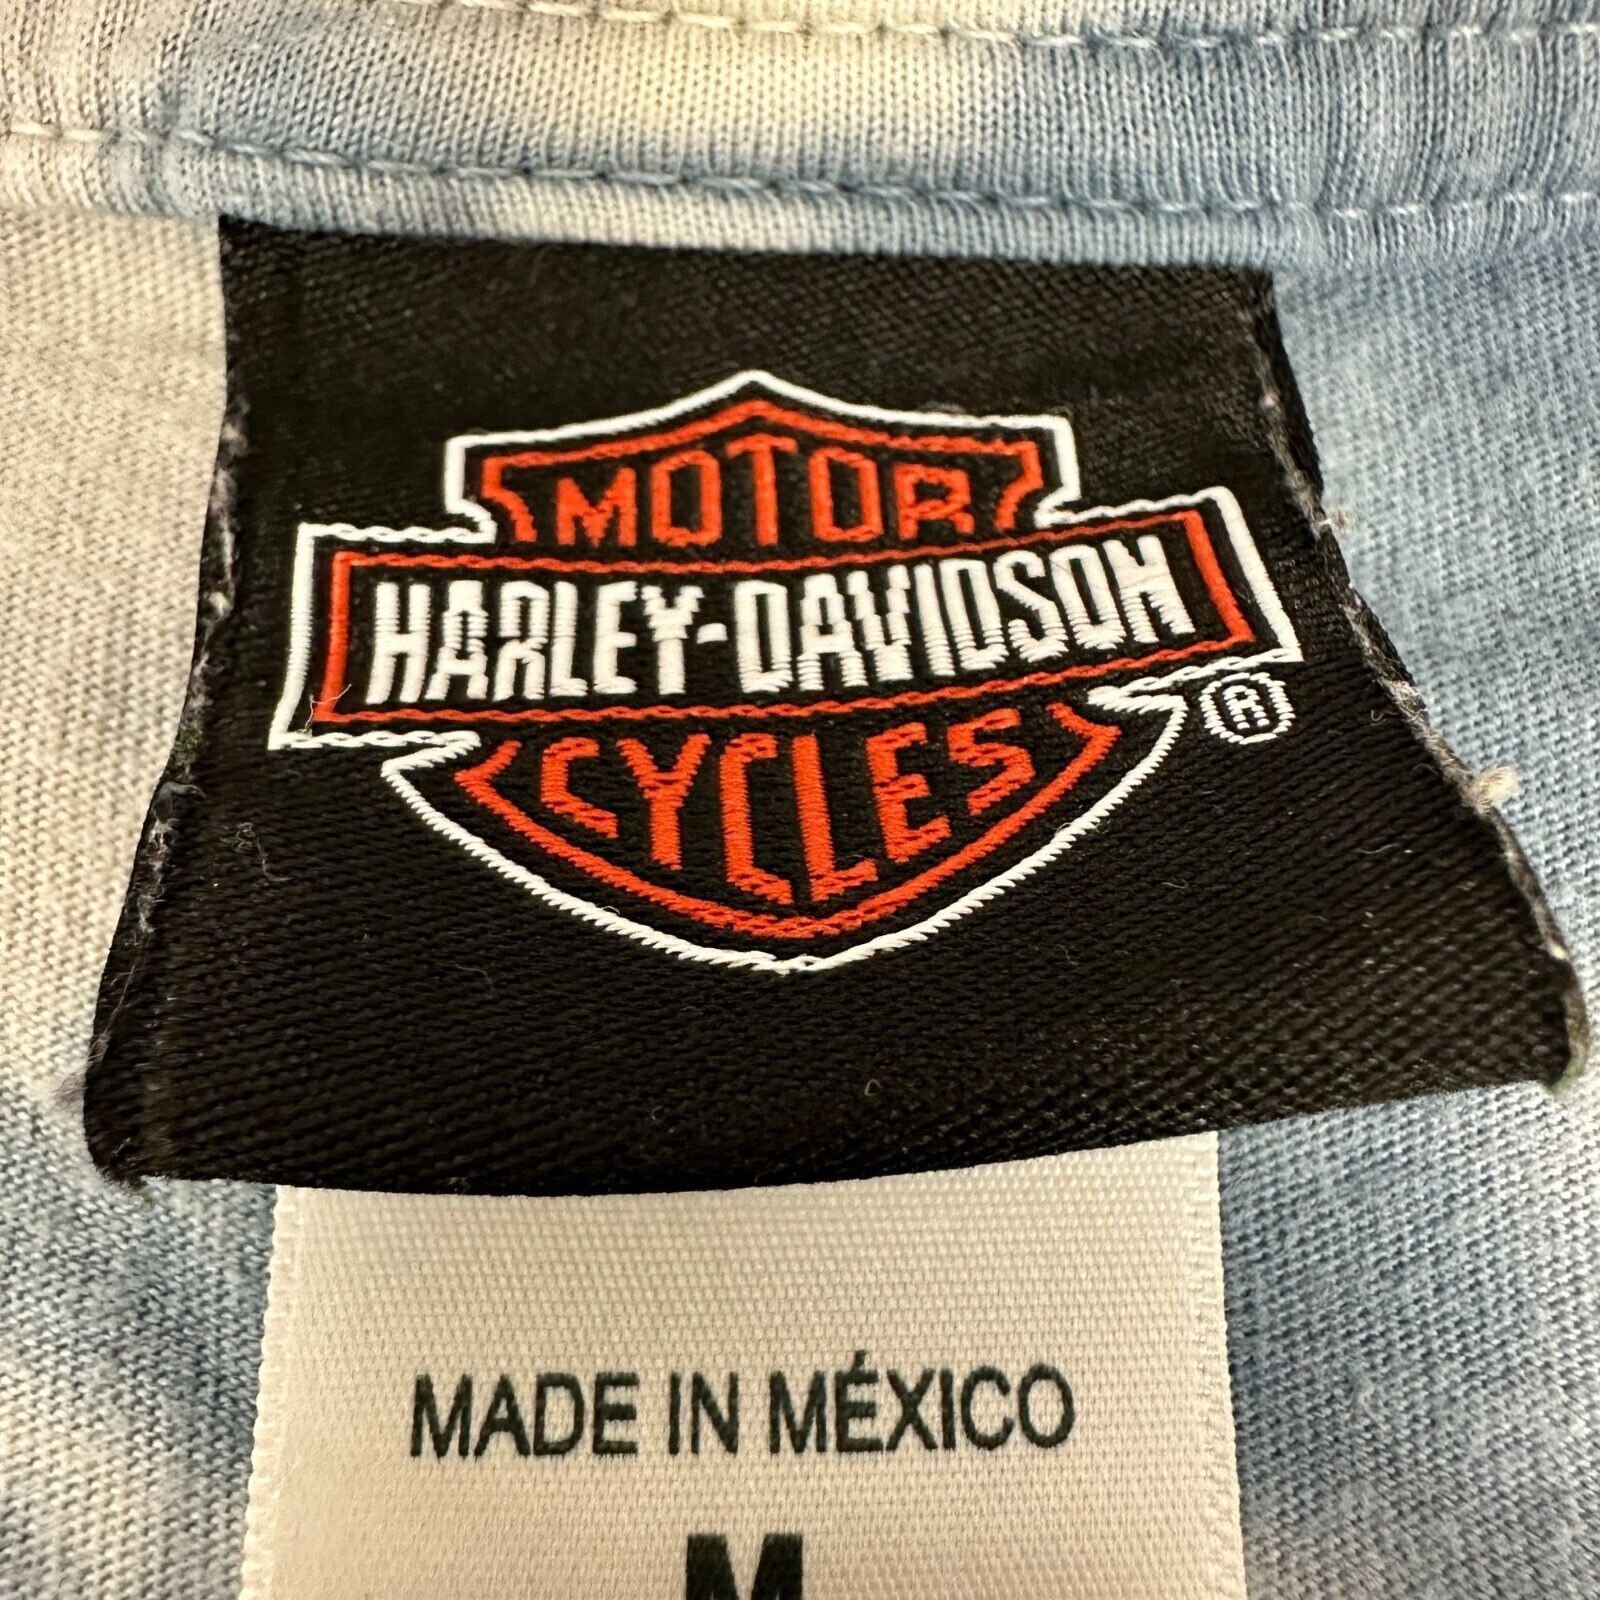 MOTOR
HARLEY-DAVIDSON
®
CYCLES
MADE IN MÉXICO
M